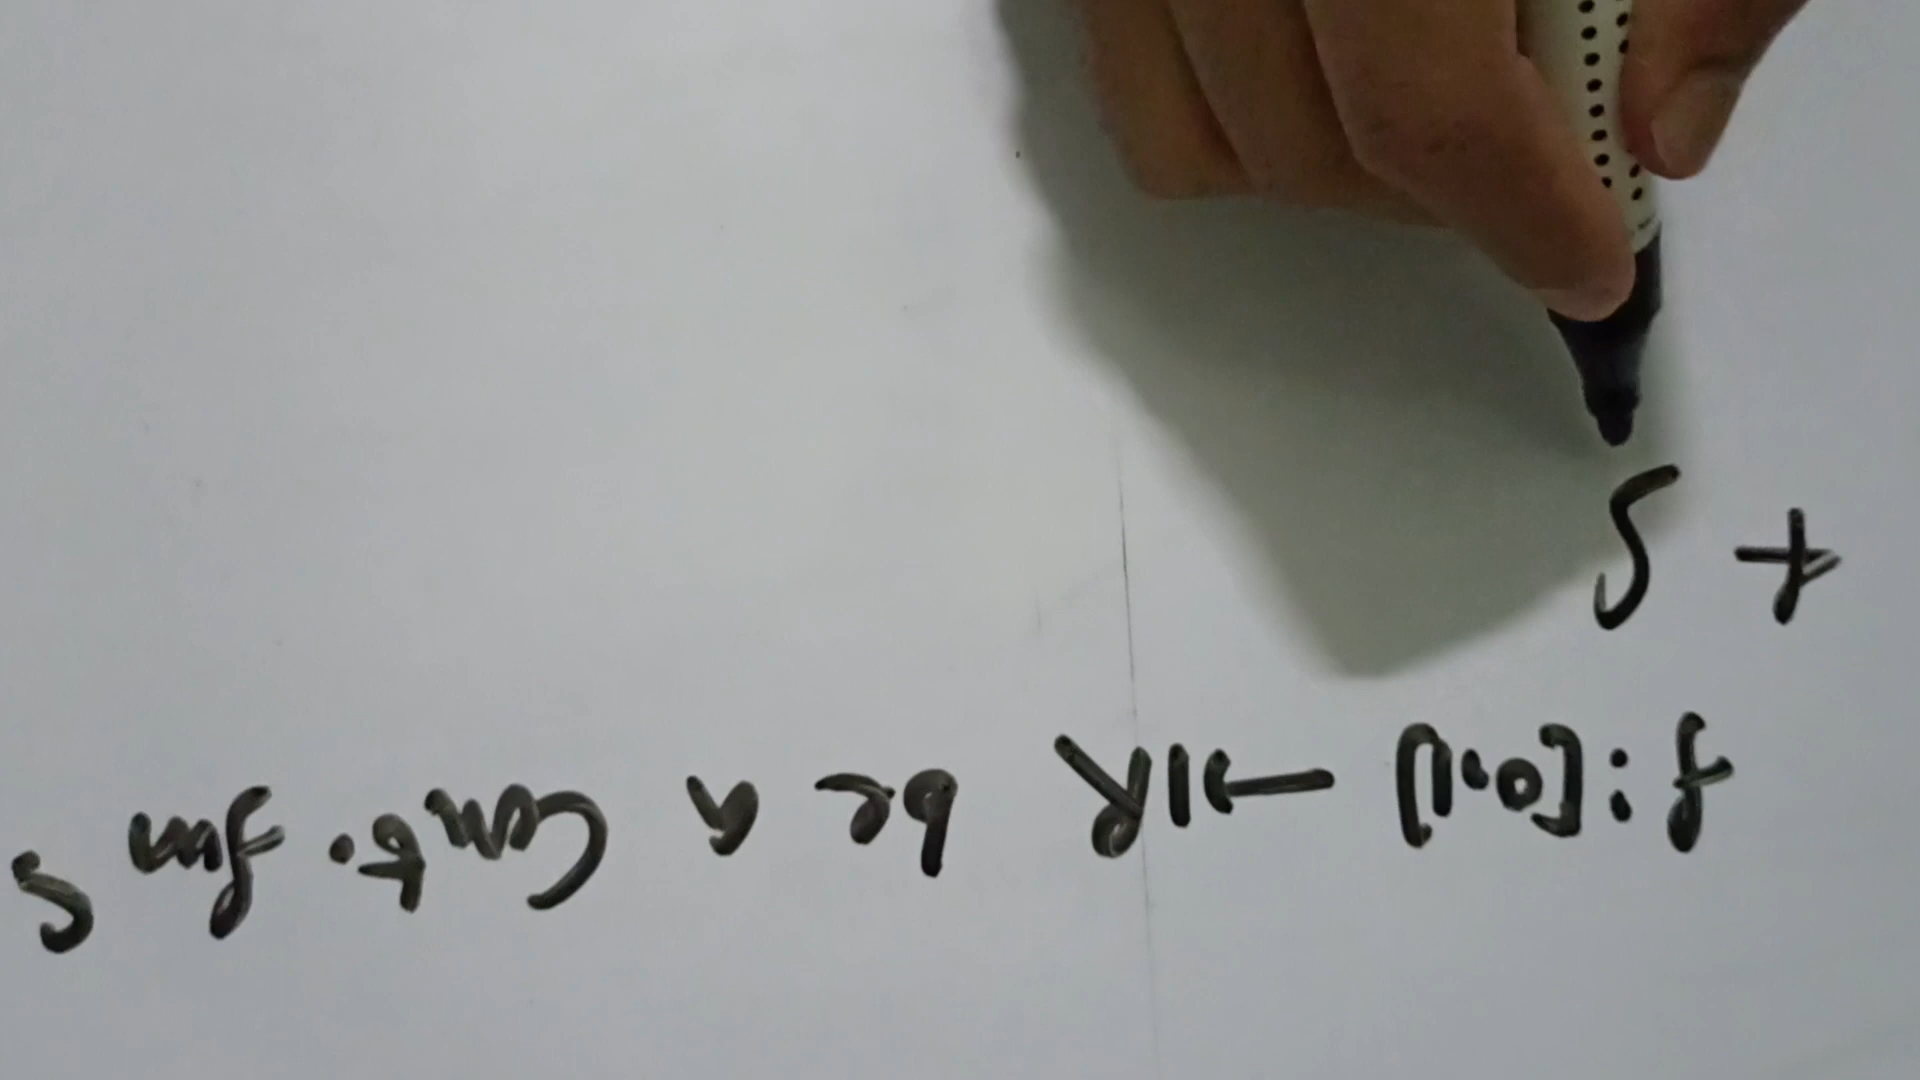 f : [0,1] → ℝ be a Cont. fun S
t ∫